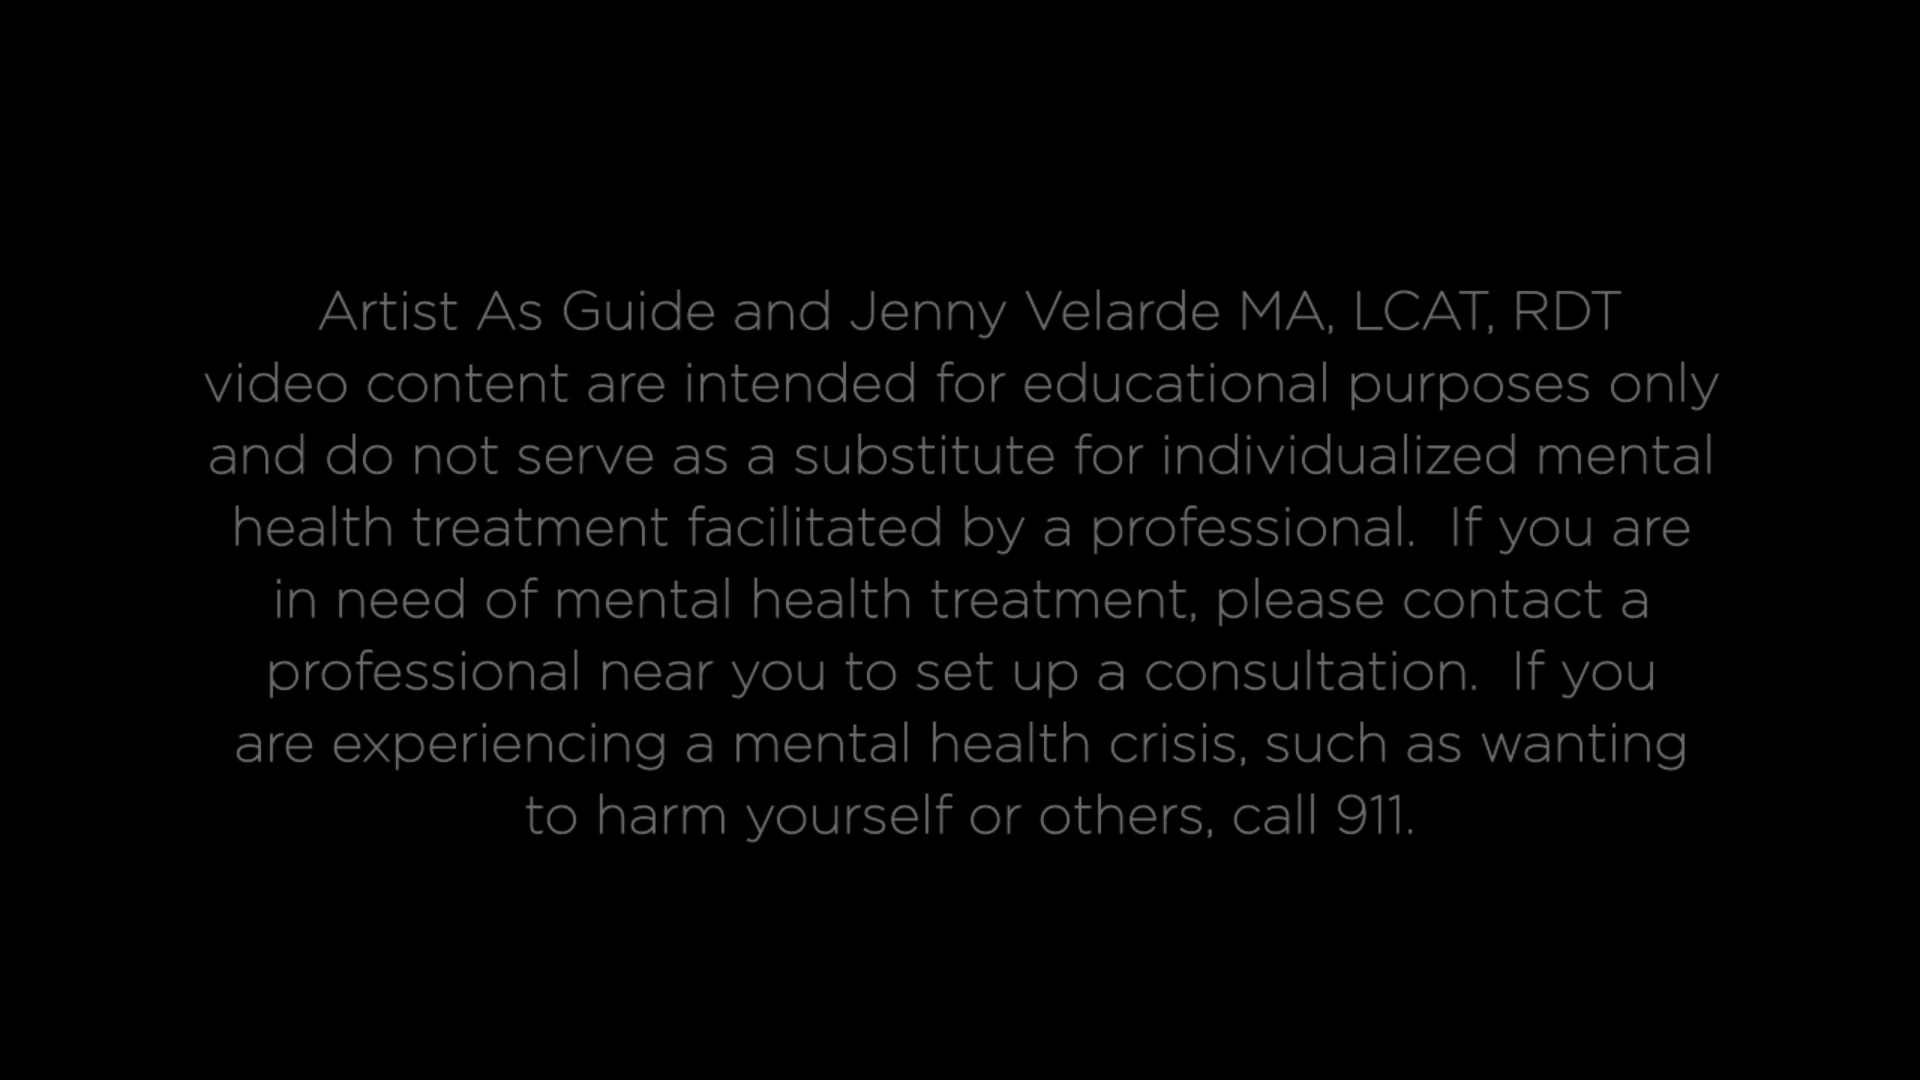 Artist As Guide and Jenny Velarde MA, LCAT, RDT
video content are intended for educational purposes only
and do not serve as a substitute for individualized mental
health treatment facilitated by a professional.  If you are
in need of mental health treatment, please contact a
professional near you to set up a consultation.  If you
are experiencing a mental health crisis, such as wanting
to harm yourself or others, call 911.